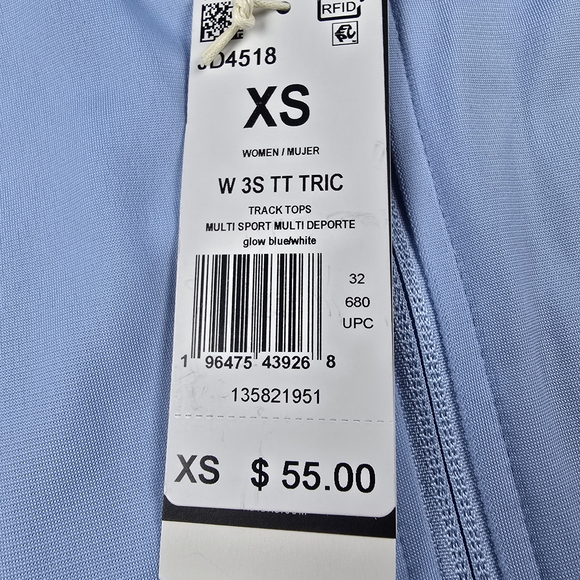 RFID
JD4518
XS
WOMEN / MUJER
W 3S TT TRIC
TRACK TOPS
MULTI SPORT MULTI DEPORTE
glow blue/white
32
680
UPC
1 96475 43926 8
135821951
XS $ 55.00